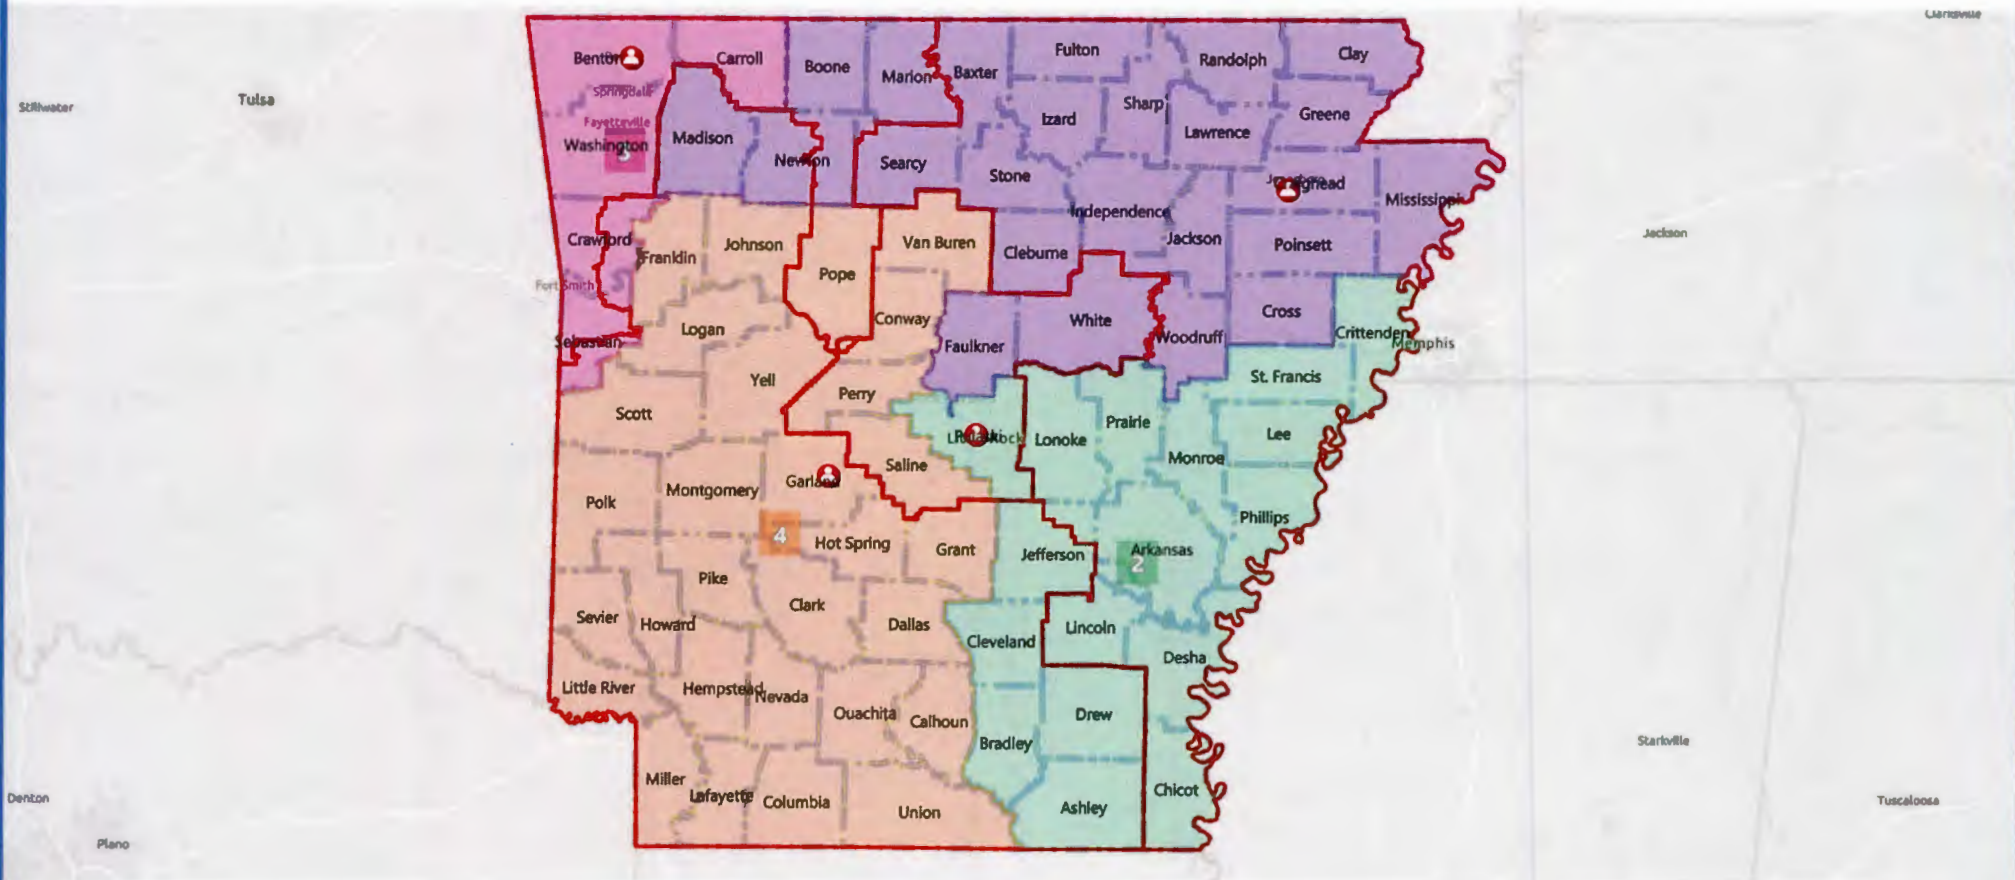 Clarksville
Benton
Carroll
Boone
Marion
Baxter
Fulton
Randolph
Clay
Stillwater
Tulsa
Springdale
Sharp
Izard
Greene
Fayetteville
Lawrence
Washington
3
Madison
Newton
Searcy
Stone
Craighead
Mississippi
Independence
Crawford
Franklin
Johnson
Van Buren
Cleburne
Jackson
Poinsett
Jackson
Pope
Fort Smith
Logan
Conway
White
Cross
Sebastian
Faulkner
Woodruff
Crittenden
Memphis
Yell
Perry
St. Francis
Scott
Prairie
Little Rock
Lonoke
Lee
Saline
Monroe
Garland
Polk
Montgomery
Phillips
4
Hot Spring
Grant
Jefferson
Arkansas
2
Pike
Clark
Sevier
Howard
Dallas
Cleveland
Lincoln
Desha
Little River
Hempstead
Nevada
Ouachita
Calhoun
Drew
Bradley
Starkville
Miller
Lafayette
Columbia
Union
Ashley
Chicot
Denton
Tuscaloosa
Plano